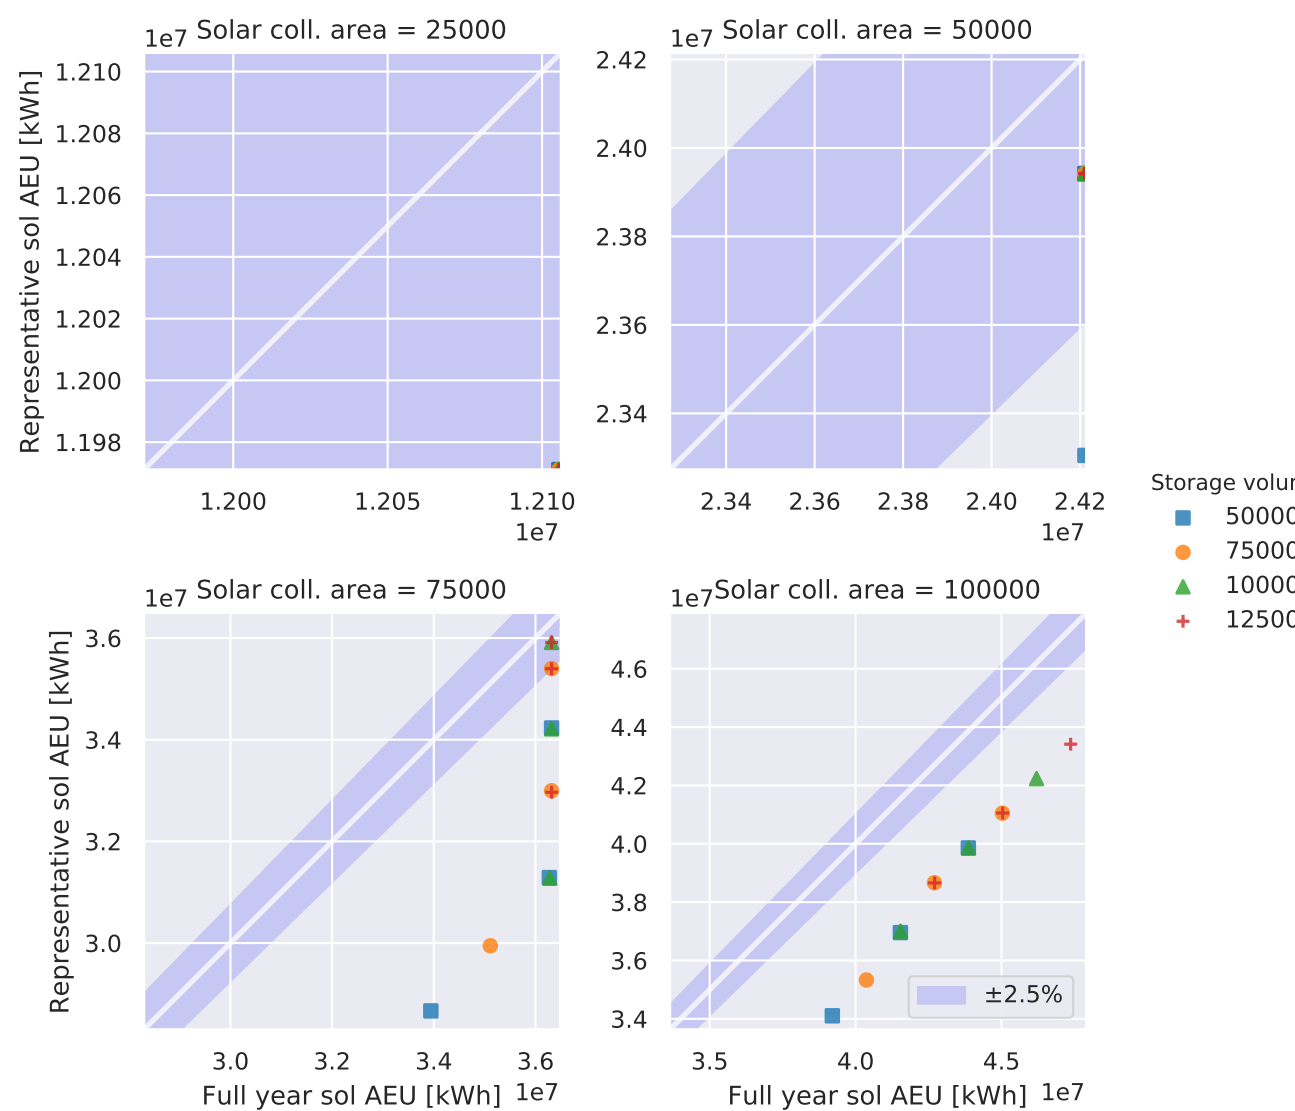 1e7 Solar coll. area = 25000
1e7 Solar coll. area = 50000
Representative sol AEU [kWh]
1.210
1.208
1.206
1.204
1.202
1.200
1.198
1.200 1.205 1.210
1e7
2.42
2.40
2.38
2.36
2.34
2.34 2.36 2.38 2.40 2.42
1e7
Storage volum
50000
75000
10000
12500
1e7 Solar coll. area = 75000
1e7 Solar coll. area = 100000
Representative sol AEU [kWh]
3.6
3.4
3.2
3.0
3.0 3.2 3.4 3.6
Full year sol AEU [kWh] 1e7
4.6
4.4
4.2
4.0
3.8
3.6
3.4
±2.5%
3.5 4.0 4.5
Full year sol AEU [kWh] 1e7